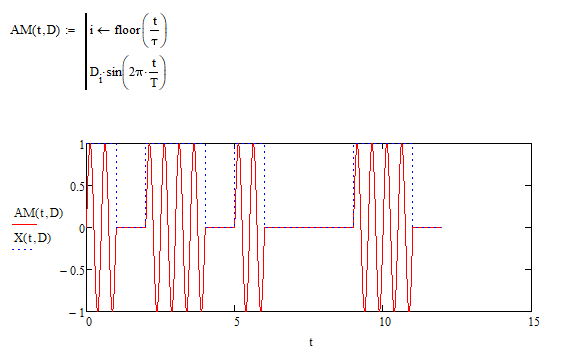 AM(t,D) := i ← floor(t/τ)
D_i·sin(2π·t/T)
1
0.5
AM(t,D)
0
X(t,D)
−0.5
−1
0 5 10 15
t